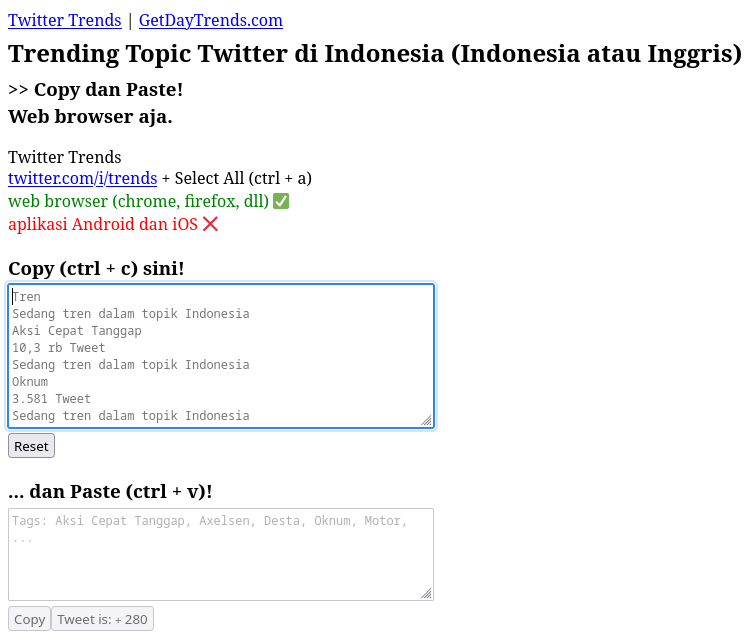 Twitter Trends | GetDayTrends.com
Trending Topic Twitter di Indonesia (Indonesia atau Inggris)
>> Copy dan Paste!
Web browser aja.
Twitter Trends
twitter.com/i/trends + Select All (ctrl + a)
web browser (chrome, firefox, dll) ✅
aplikasi Android dan iOS ❌
Copy (ctrl + c) sini!
Tren
Sedang tren dalam topik Indonesia
Aksi Cepat Tanggap
10,3 rb Tweet
Sedang tren dalam topik Indonesia
Oknum
3.581 Tweet
Sedang tren dalam topik Indonesia
Reset
... dan Paste (ctrl + v)!
Tags: Aksi Cepat Tanggap, Axelsen, Desta, Oknum, Motor,
...
Copy Tweet is: + 280